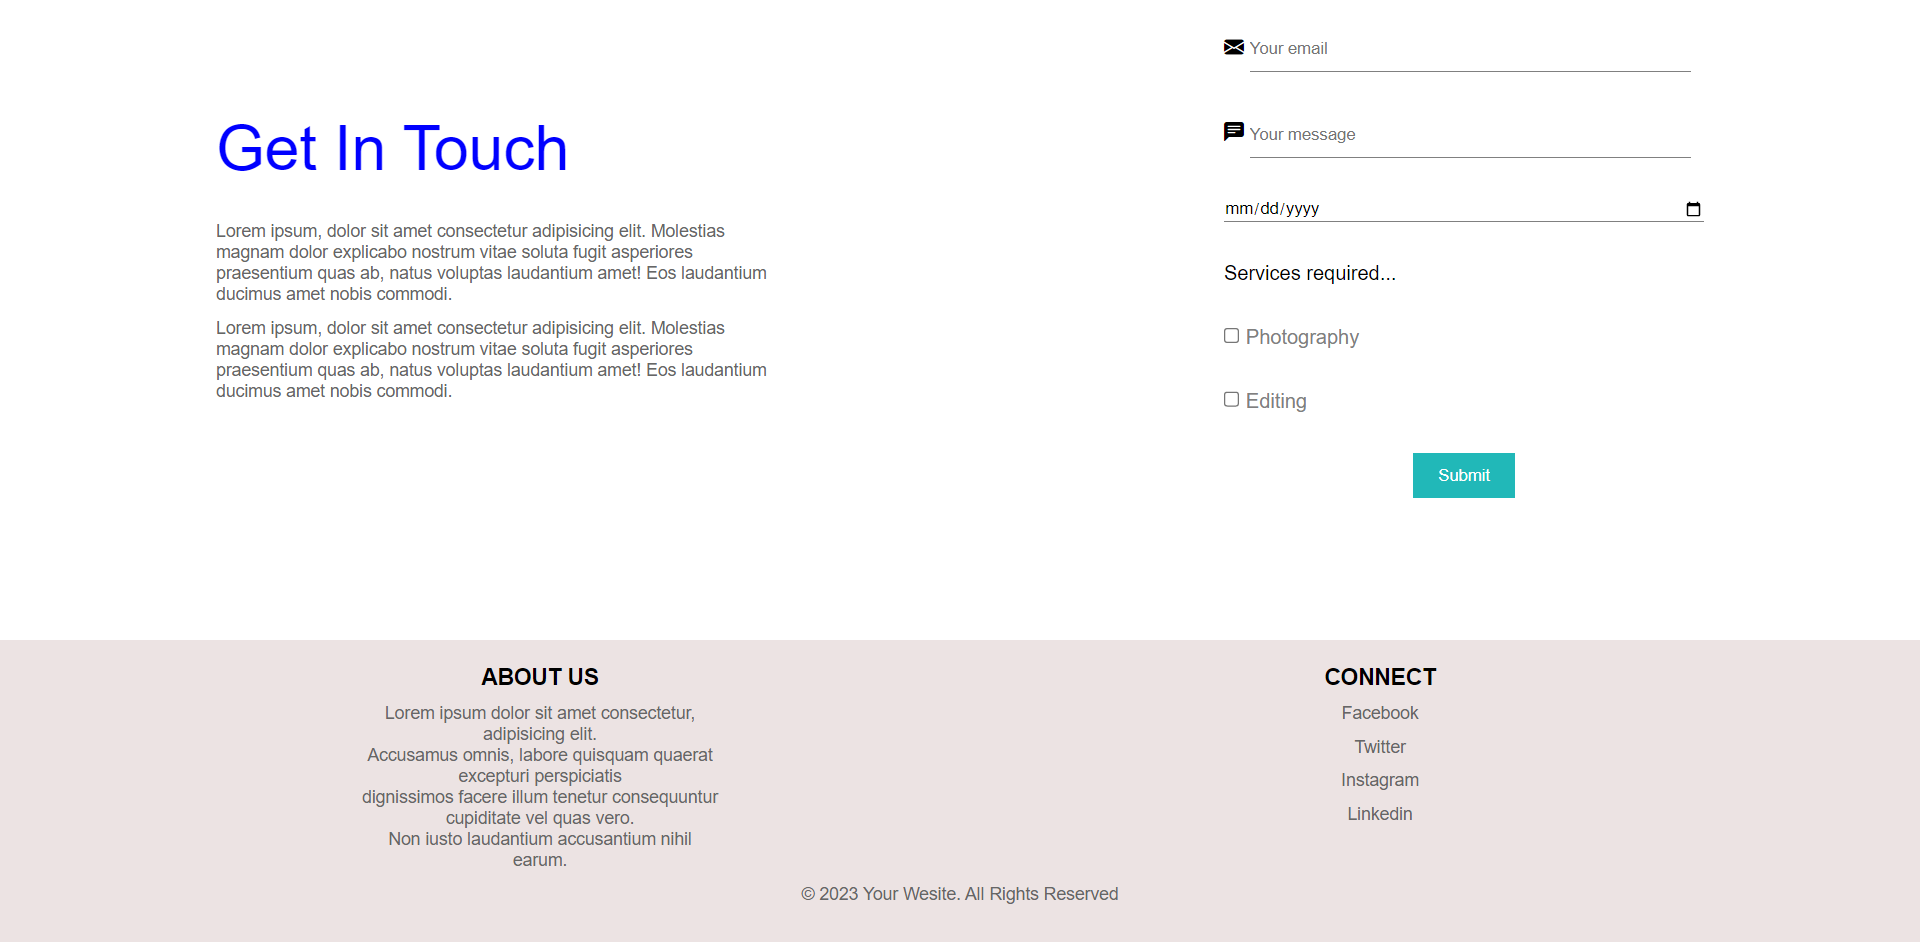 Get In Touch
Lorem ipsum, dolor sit amet consectetur adipisicing elit. Molestias
magnam dolor explicabo nostrum vitae soluta fugit asperiores
praesentium quas ab, natus voluptas laudantium amet! Eos laudantium
ducimus amet nobis commodi.
Lorem ipsum, dolor sit amet consectetur adipisicing elit. Molestias
magnam dolor explicabo nostrum vitae soluta fugit asperiores
praesentium quas ab, natus voluptas laudantium amet! Eos laudantium
ducimus amet nobis commodi.
Your email
Your message
mm/dd/yyyy
Services required...
Photography
Editing
Submit
ABOUT US
Lorem ipsum dolor sit amet consectetur,
adipisicing elit.
Accusamus omnis, labore quisquam quaerat
excepturi perspiciatis
dignissimos facere illum tenetur consequuntur
cupiditate vel quas vero.
Non iusto laudantium accusantium nihil
earum.
CONNECT
Facebook
Twitter
Instagram
Linkedin
© 2023 Your Wesite. All Rights Reserved